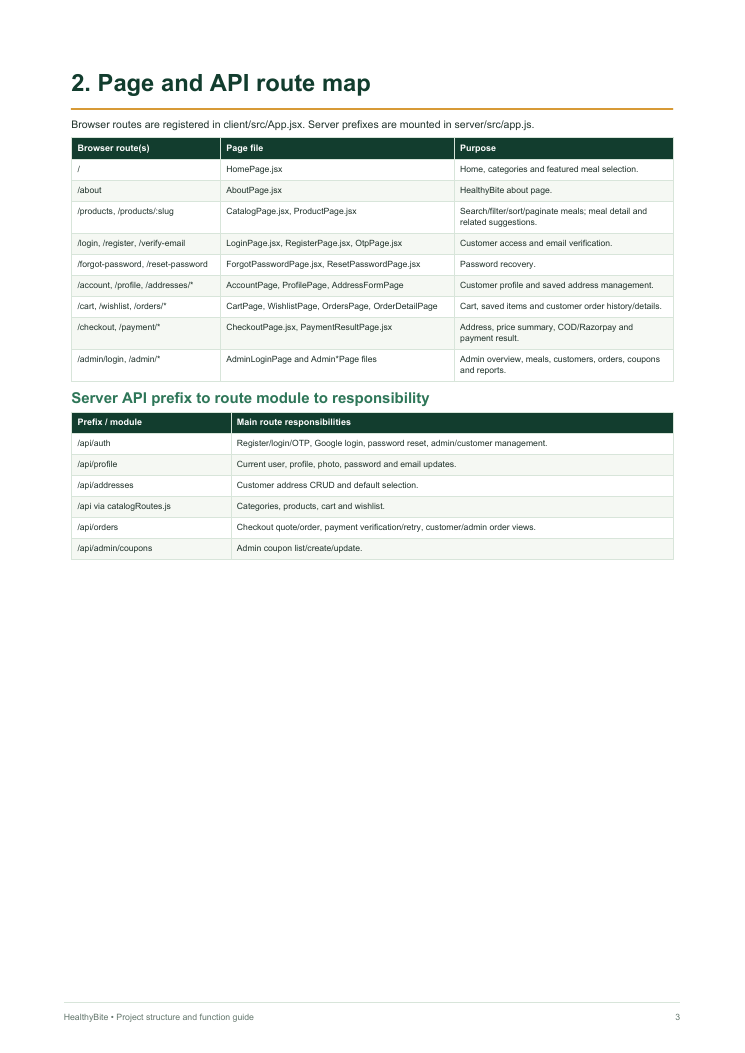 2. Page and API route map
Browser routes are registered in client/src/App.jsx. Server prefixes are mounted in server/src/app.js.
Browser route(s) Page file Purpose
/ HomePage.jsx Home, categories and featured meal selection.
/about AboutPage.jsx HealthyBite about page.
/products, /products/:slug CatalogPage.jsx, ProductPage.jsx Search/filter/sort/paginate meals; meal detail and
related suggestions.
/login, /register, /verify-email LoginPage.jsx, RegisterPage.jsx, OtpPage.jsx Customer access and email verification.
/forgot-password, /reset-password ForgotPasswordPage.jsx, ResetPasswordPage.jsx Password recovery.
/account, /profile, /addresses/* AccountPage, ProfilePage, AddressFormPage Customer profile and saved address management.
/cart, /wishlist, /orders/* CartPage, WishlistPage, OrdersPage, OrderDetailPage Cart, saved items and customer order history/details.
/checkout, /payment/* CheckoutPage.jsx, PaymentResultPage.jsx Address, price summary, COD/Razorpay and
payment result.
/admin/login, /admin/* AdminLoginPage and Admin*Page files Admin overview, meals, customers, orders, coupons
and reports.
Server API prefix to route module to responsibility
Prefix / module Main route responsibilities
/api/auth Register/login/OTP, Google login, password reset, admin/customer management.
/api/profile Current user, profile, photo, password and email updates.
/api/addresses Customer address CRUD and default selection.
/api via catalogRoutes.js Categories, products, cart and wishlist.
/api/orders Checkout quote/order, payment verification/retry, customer/admin order views.
/api/admin/coupons Admin coupon list/create/update.
HealthyBite • Project structure and function guide 3